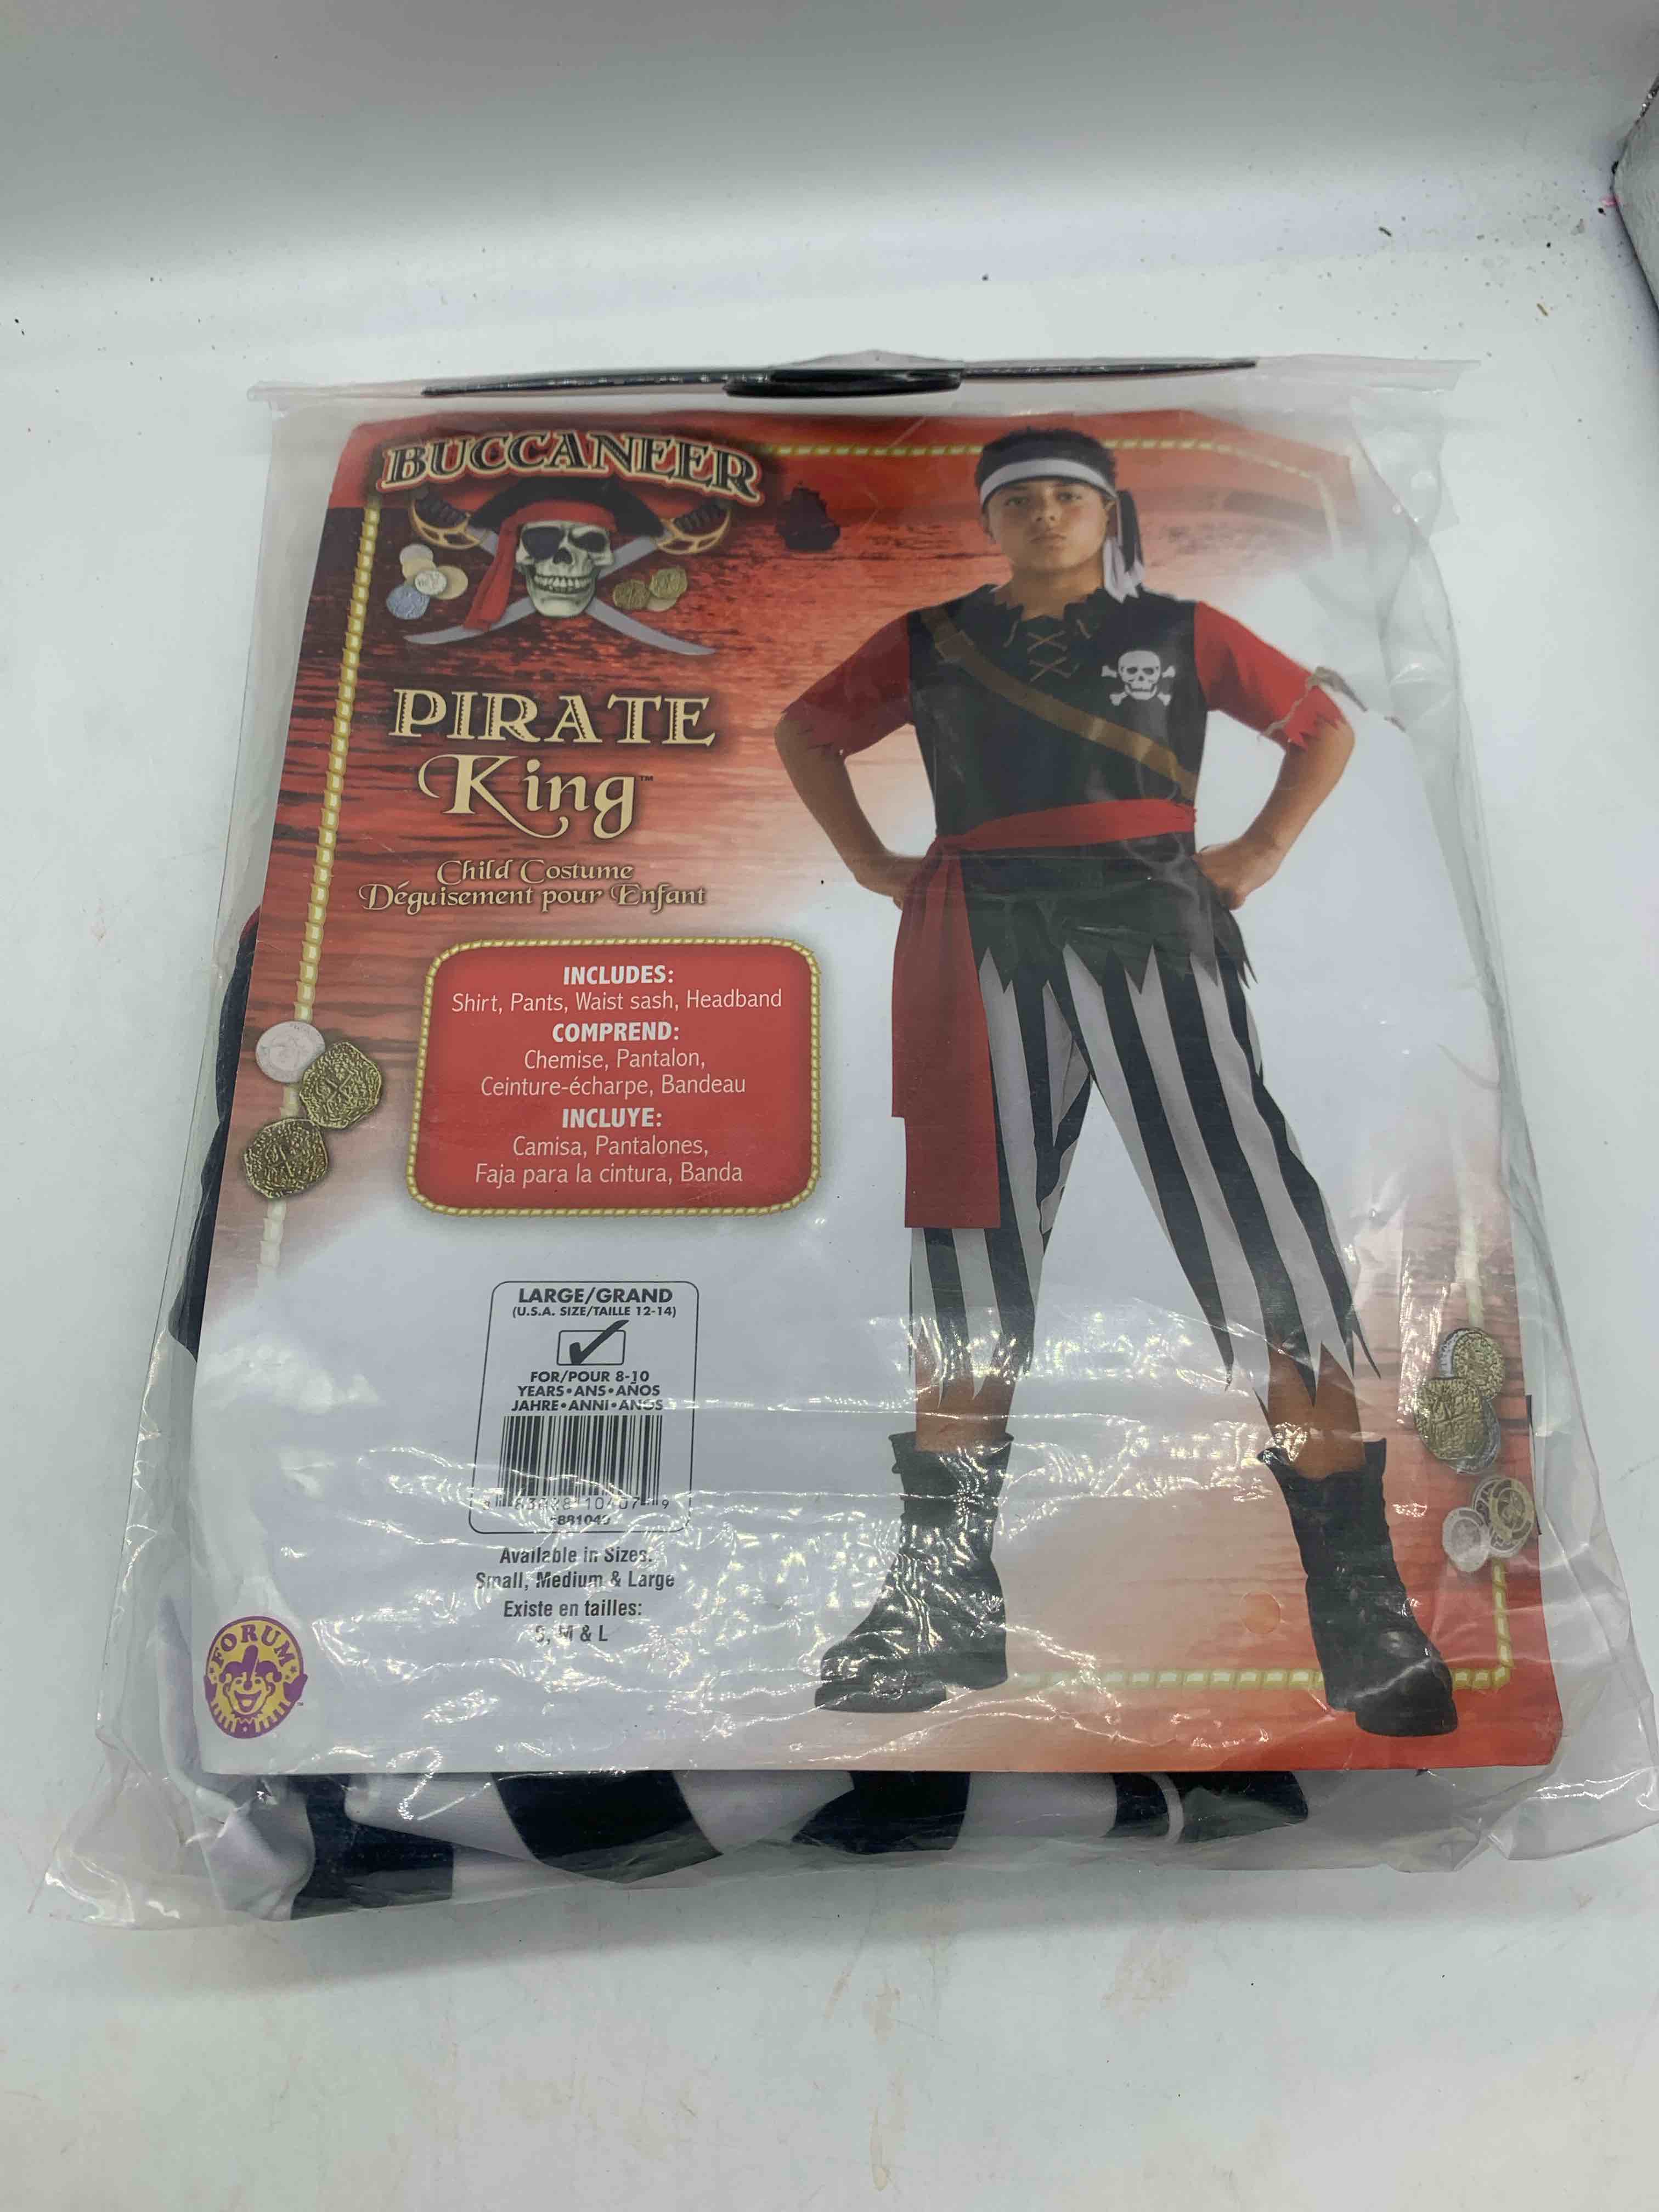 BUCCANEER
PIRATE
King™
Child Costume
Déguisement pour Enfant
INCLUDES:
Shirt, Pants, Waist sash, Headband
COMPREND:
Chemise, Pantalon,
Ceinture-écharpe, Bandeau
INCLUYE:
Camisa, Pantalones,
Faja para la cintura, Banda
LARGE/GRAND
(U.S.A. SIZE/TAILLE 12-14)
FOR/POUR 8-10
YEARS•ANS•AÑOS
JAHRE•ANNI•ANOS
Available in Sizes:
Small, Medium & Large
Existe en tailles:
S, M & L
FORUM